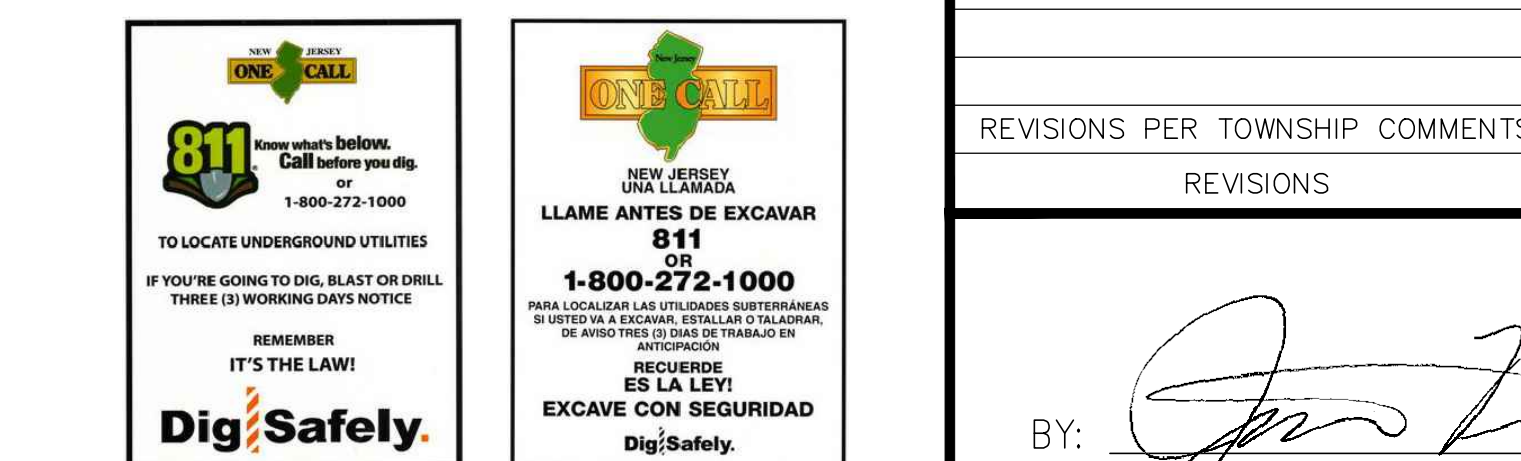 NEW JERSEY
ONE CALL
811
Know what's below.
Call before you dig.
or
1-800-272-1000
TO LOCATE UNDERGROUND UTILITIES
IF YOU'RE GOING TO DIG, BLAST OR DRILL
THREE (3) WORKING DAYS NOTICE
REMEMBER
IT'S THE LAW!
Dig Safely.
New Jersey
ONE CALL
NEW JERSEY
UNA LLAMADA
LLAME ANTES DE EXCAVAR
811
OR
1-800-272-1000
PARA LOCALIZAR LAS UTILIDADES SUBTERRÁNEAS
SI USTED VA A EXCAVAR, ESTALLAR O TALADRAR,
DE AVISO TRES (3) DIAS DE TRABAJO EN
ANTICIPACIÓN
RECUERDE
ES LA LEY!
EXCAVE CON SEGURIDAD
Dig Safely.
REVISIONS PER TOWNSHIP COMMENTS
REVISIONS
BY: